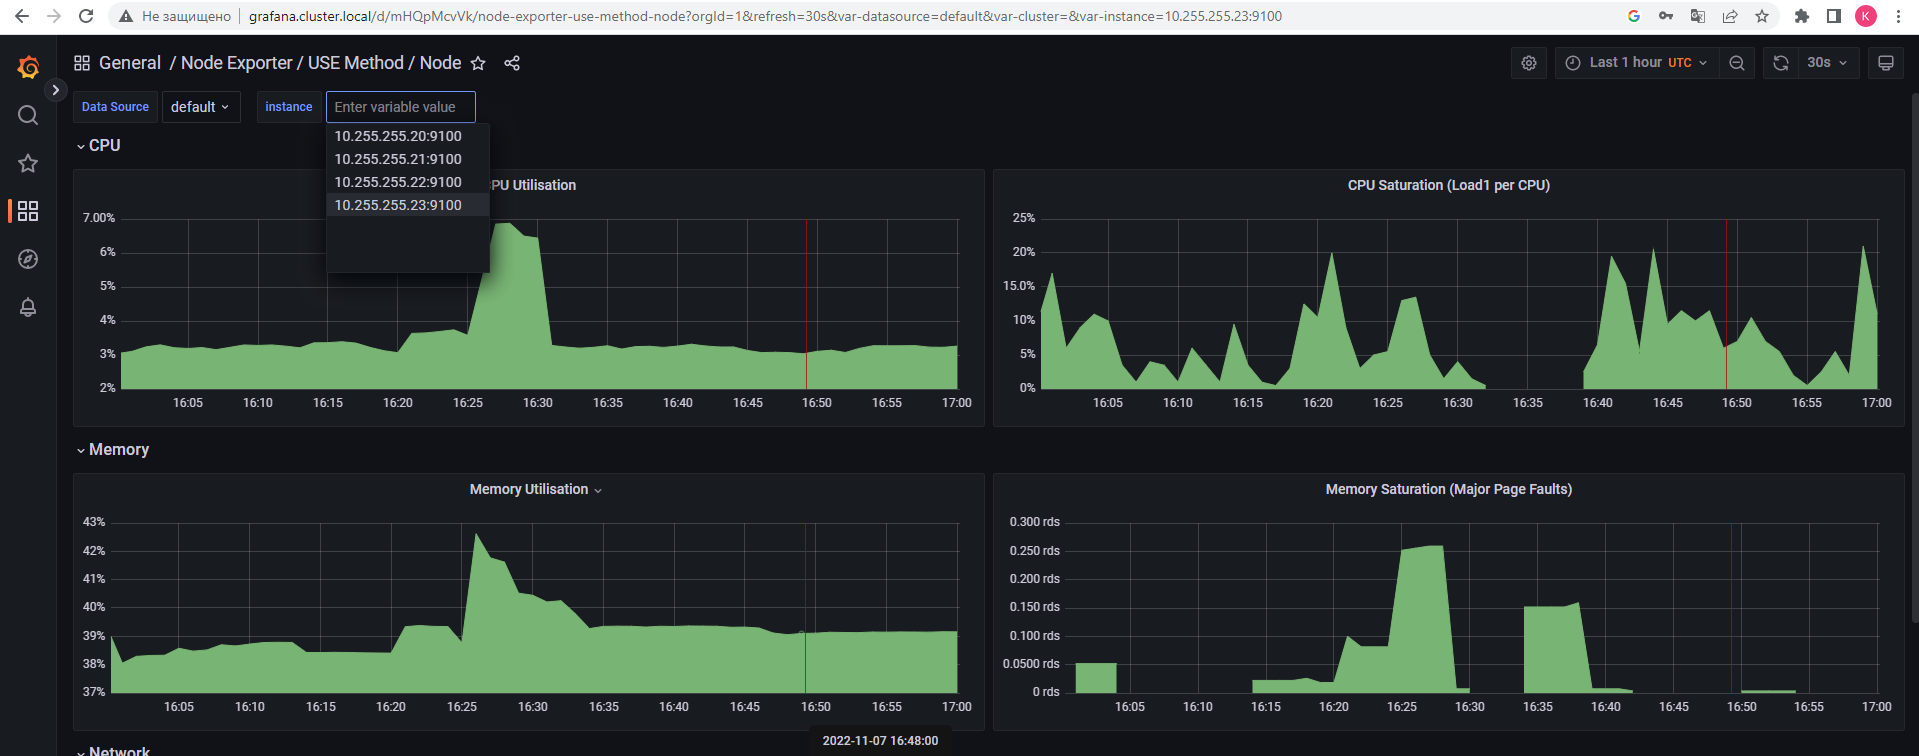 Не защищено | grafana.cluster.local/d/mHQpMcvVk/node-exporter-use-method-node?orgId=1&refresh=30s&var-datasource=default&var-cluster=&var-instance=10.255.255.23:9100
K
General / Node Exporter / USE Method / Node
Last 1 hour UTC
30s
Data Source default instance Enter variable value
10.255.255.20:9100
10.255.255.21:9100
10.255.255.22:9100
10.255.255.23:9100
CPU
CPU Utilisation
7.00%
6%
5%
4%
3%
2%
16:05 16:10 16:15 16:20 16:25 16:30 16:35 16:40 16:45 16:50 16:55 17:00
CPU Saturation (Load1 per CPU)
25%
20%
15.0%
10%
5%
0%
16:05 16:10 16:15 16:20 16:25 16:30 16:35 16:40 16:45 16:50 16:55 17:00
Memory
Memory Utilisation
43%
42%
41%
40%
39%
38%
37%
16:05 16:10 16:15 16:20 16:25 16:30 16:35 16:40 16:45 16:50 16:55 17:00
Memory Saturation (Major Page Faults)
0.300 rds
0.250 rds
0.200 rds
0.150 rds
0.100 rds
0.0500 rds
0 rds
16:05 16:10 16:15 16:20 16:25 16:30 16:35 16:40 16:45 16:50 16:55 17:00
2022-11-07 16:48:00
Network